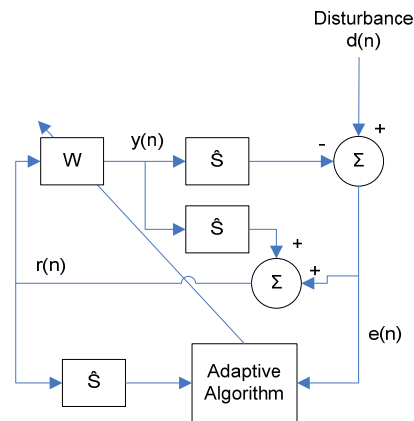 Disturbance
d(n)
+
-
y(n)
W
Ŝ
Σ
Ŝ
+
+
Σ
r(n)
e(n)
Ŝ
Adaptive
Algorithm